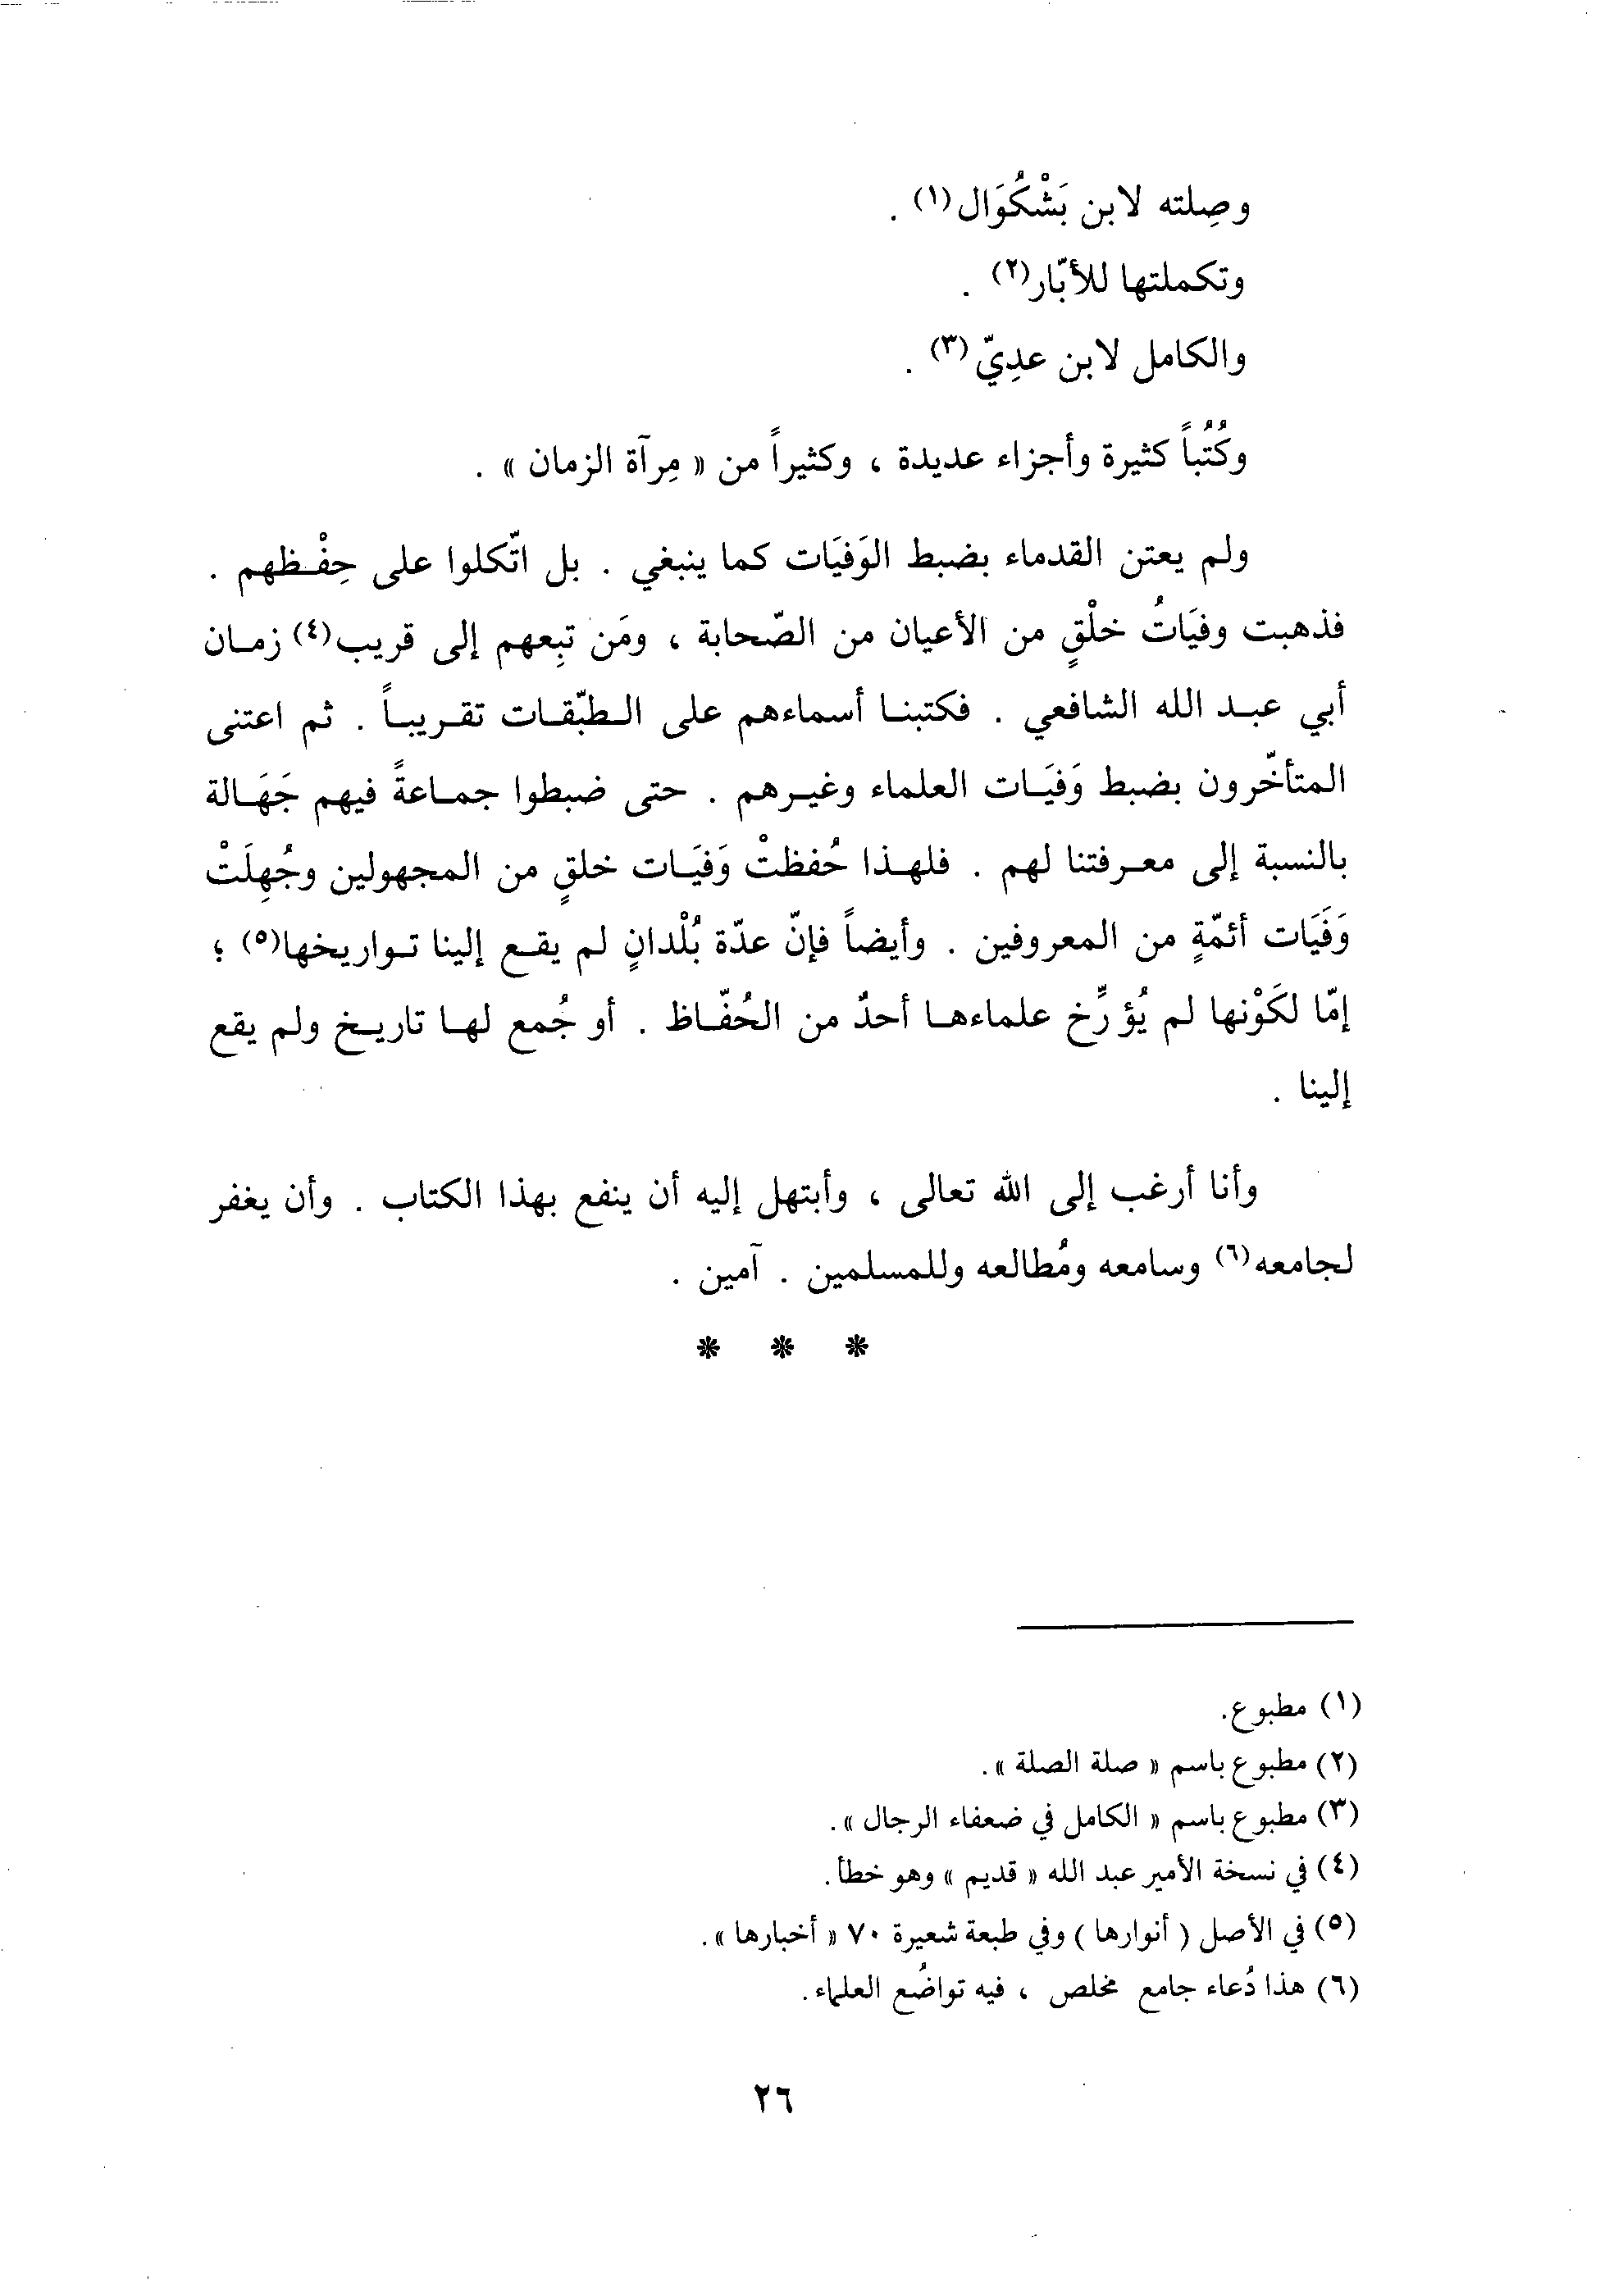 وصِلته لابن بَشْكُوَال(١) .
وتكملتها للأبّار(٢) .
والكامل لابن عدِيّ(٣) .
وكُتُباً كثيرة وأجزاء عديدة ، وكثيراً من « مِرآة الزمان » .
ولم يعتن القدماء بضبط الوَفيَات كما ينبغي . بل اتّكلوا على حِفْظهم .
فذهبت وفيَاتُ خلْقٍ من الأعيان من الصّحابة ، ومَن تبِعهم إلى قريب(٤) زمان
أبي عبد الله الشافعي . فكتبنا أسماءهم على الطبّقات تقريباً . ثم اعتنى
المتأخّرون بضبط وَفيَات العلماء وغيرهم . حتى ضبطوا جماعةً فيهم جَهَالة
بالنسبة إلى معرفتنا لهم . فلهذا حُفظتْ وَفيَات خلقٍ من المجهولين وجُهِلَتْ
وَفَيَات أئمّةٍ من المعروفين . وأيضاً فإنّ عدّة بُلْدانٍ لم يقع إلينا تواريخها(٥) ؛
إمّا لكَوْنها لم يُؤرِّخ علماءها أحدٌ من الحُفّاظ . أو جُمع لها تاريخ ولم يقع
إلينا .
وأنا أرغب إلى الله تعالى ، وأبتهل إليه أن ينفع بهذا الكتاب . وأن يغفر
لجامعه(٦) وسامعه ومُطالعه وللمسلمين . آمين .
* * *
(١) مطبوع.
(٢) مطبوع باسم « صلة الصلة ».
(٣) مطبوع باسم « الكامل في ضعفاء الرجال ».
(٤) في نسخة الأمير عبد الله « قديم » وهو خطأ.
(٥) في الأصل ( أنوارها ) وفي طبعة شعيرة ٧٠ « أخبارها ».
(٦) هذا دُعاء جامع مخلص ، فيه تواضُع العلماء.
٢٦